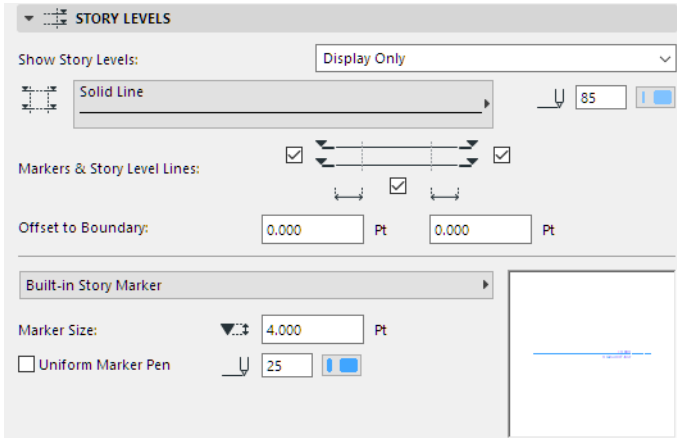 STORY LEVELS
Show Story Levels: Display Only
Solid Line 85
Markers & Story Level Lines:
Offset to Boundary: 0.000 Pt 0.000 Pt
Built-in Story Marker
Marker Size: 4.000 Pt
Uniform Marker Pen 25